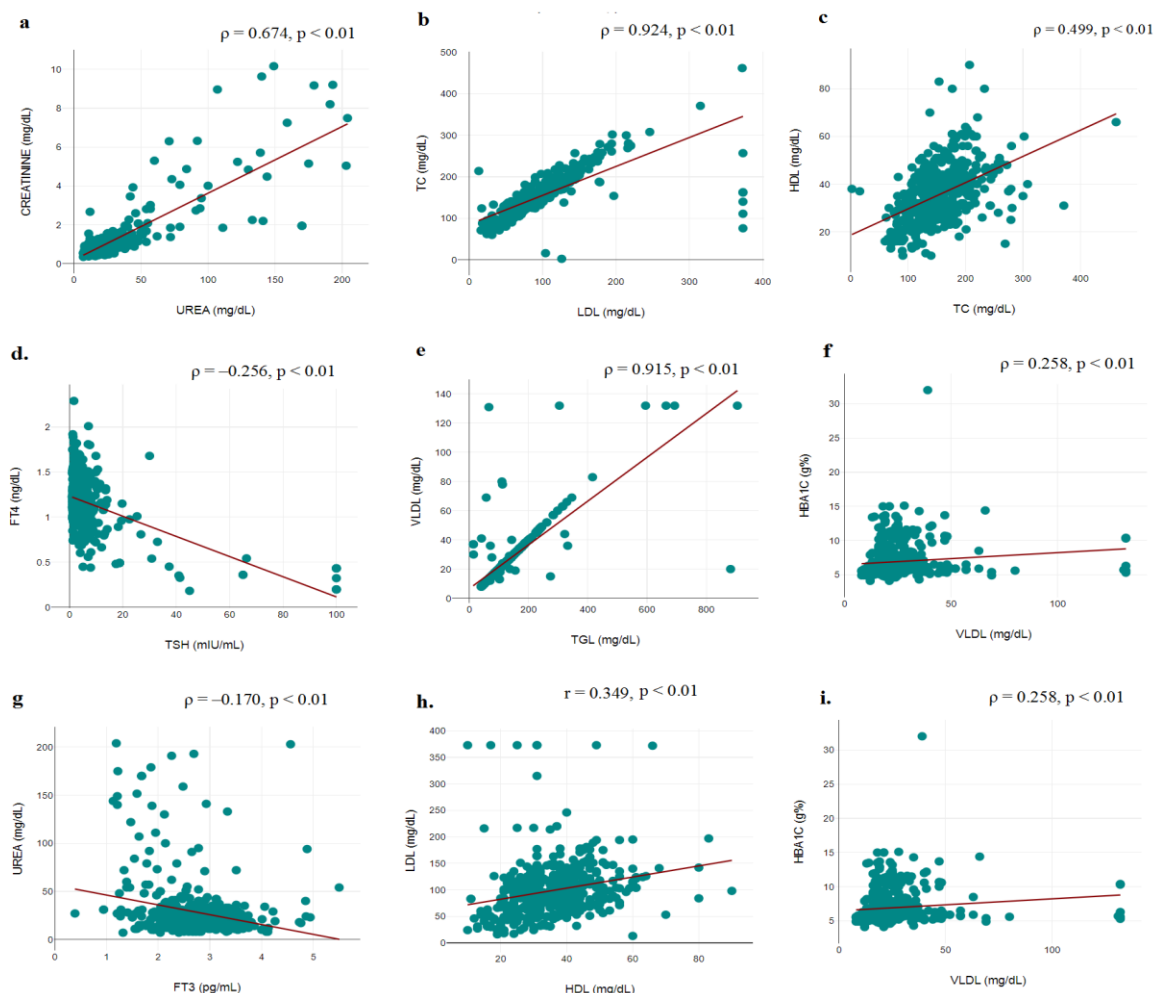 a
ρ = 0.674, p < 0.01
10
8
6
4
2
0
0
50
100
150
200
CREATININE (mg/dL)
UREA (mg/dL)
b
ρ = 0.924, p < 0.01
500
400
300
200
100
0
0
100
200
300
400
TC (mg/dL)
LDL (mg/dL)
c
ρ = 0.499, p < 0.01
80
60
40
20
0
100
200
300
400
HDL (mg/dL)
TC (mg/dL)
d.
ρ = –0.256, p < 0.01
2
1.5
1
0.5
0
0
20
40
60
80
100
FT4 (ng/dL)
TSH (mIU/mL)
e
ρ = 0.915, p < 0.01
140
120
100
80
60
40
20
0
0
200
400
600
800
VLDL (mg/dL)
TGL (mg/dL)
f
ρ = 0.258, p < 0.01
30
25
20
15
10
5
0
50
100
HBA1C (g%)
VLDL (mg/dL)
g
ρ = –0.170, p < 0.01
200
150
100
50
0
0
1
2
3
4
5
UREA (mg/dL)
FT3 (pg/mL)
h.
r = 0.349, p < 0.01
400
350
300
250
200
150
100
50
0
20
40
60
80
LDL (mg/dL)
HDL (mg/dL)
i.
ρ = 0.258, p < 0.01
30
25
20
15
10
5
0
50
100
HBA1C (g%)
VLDL (mg/dL)